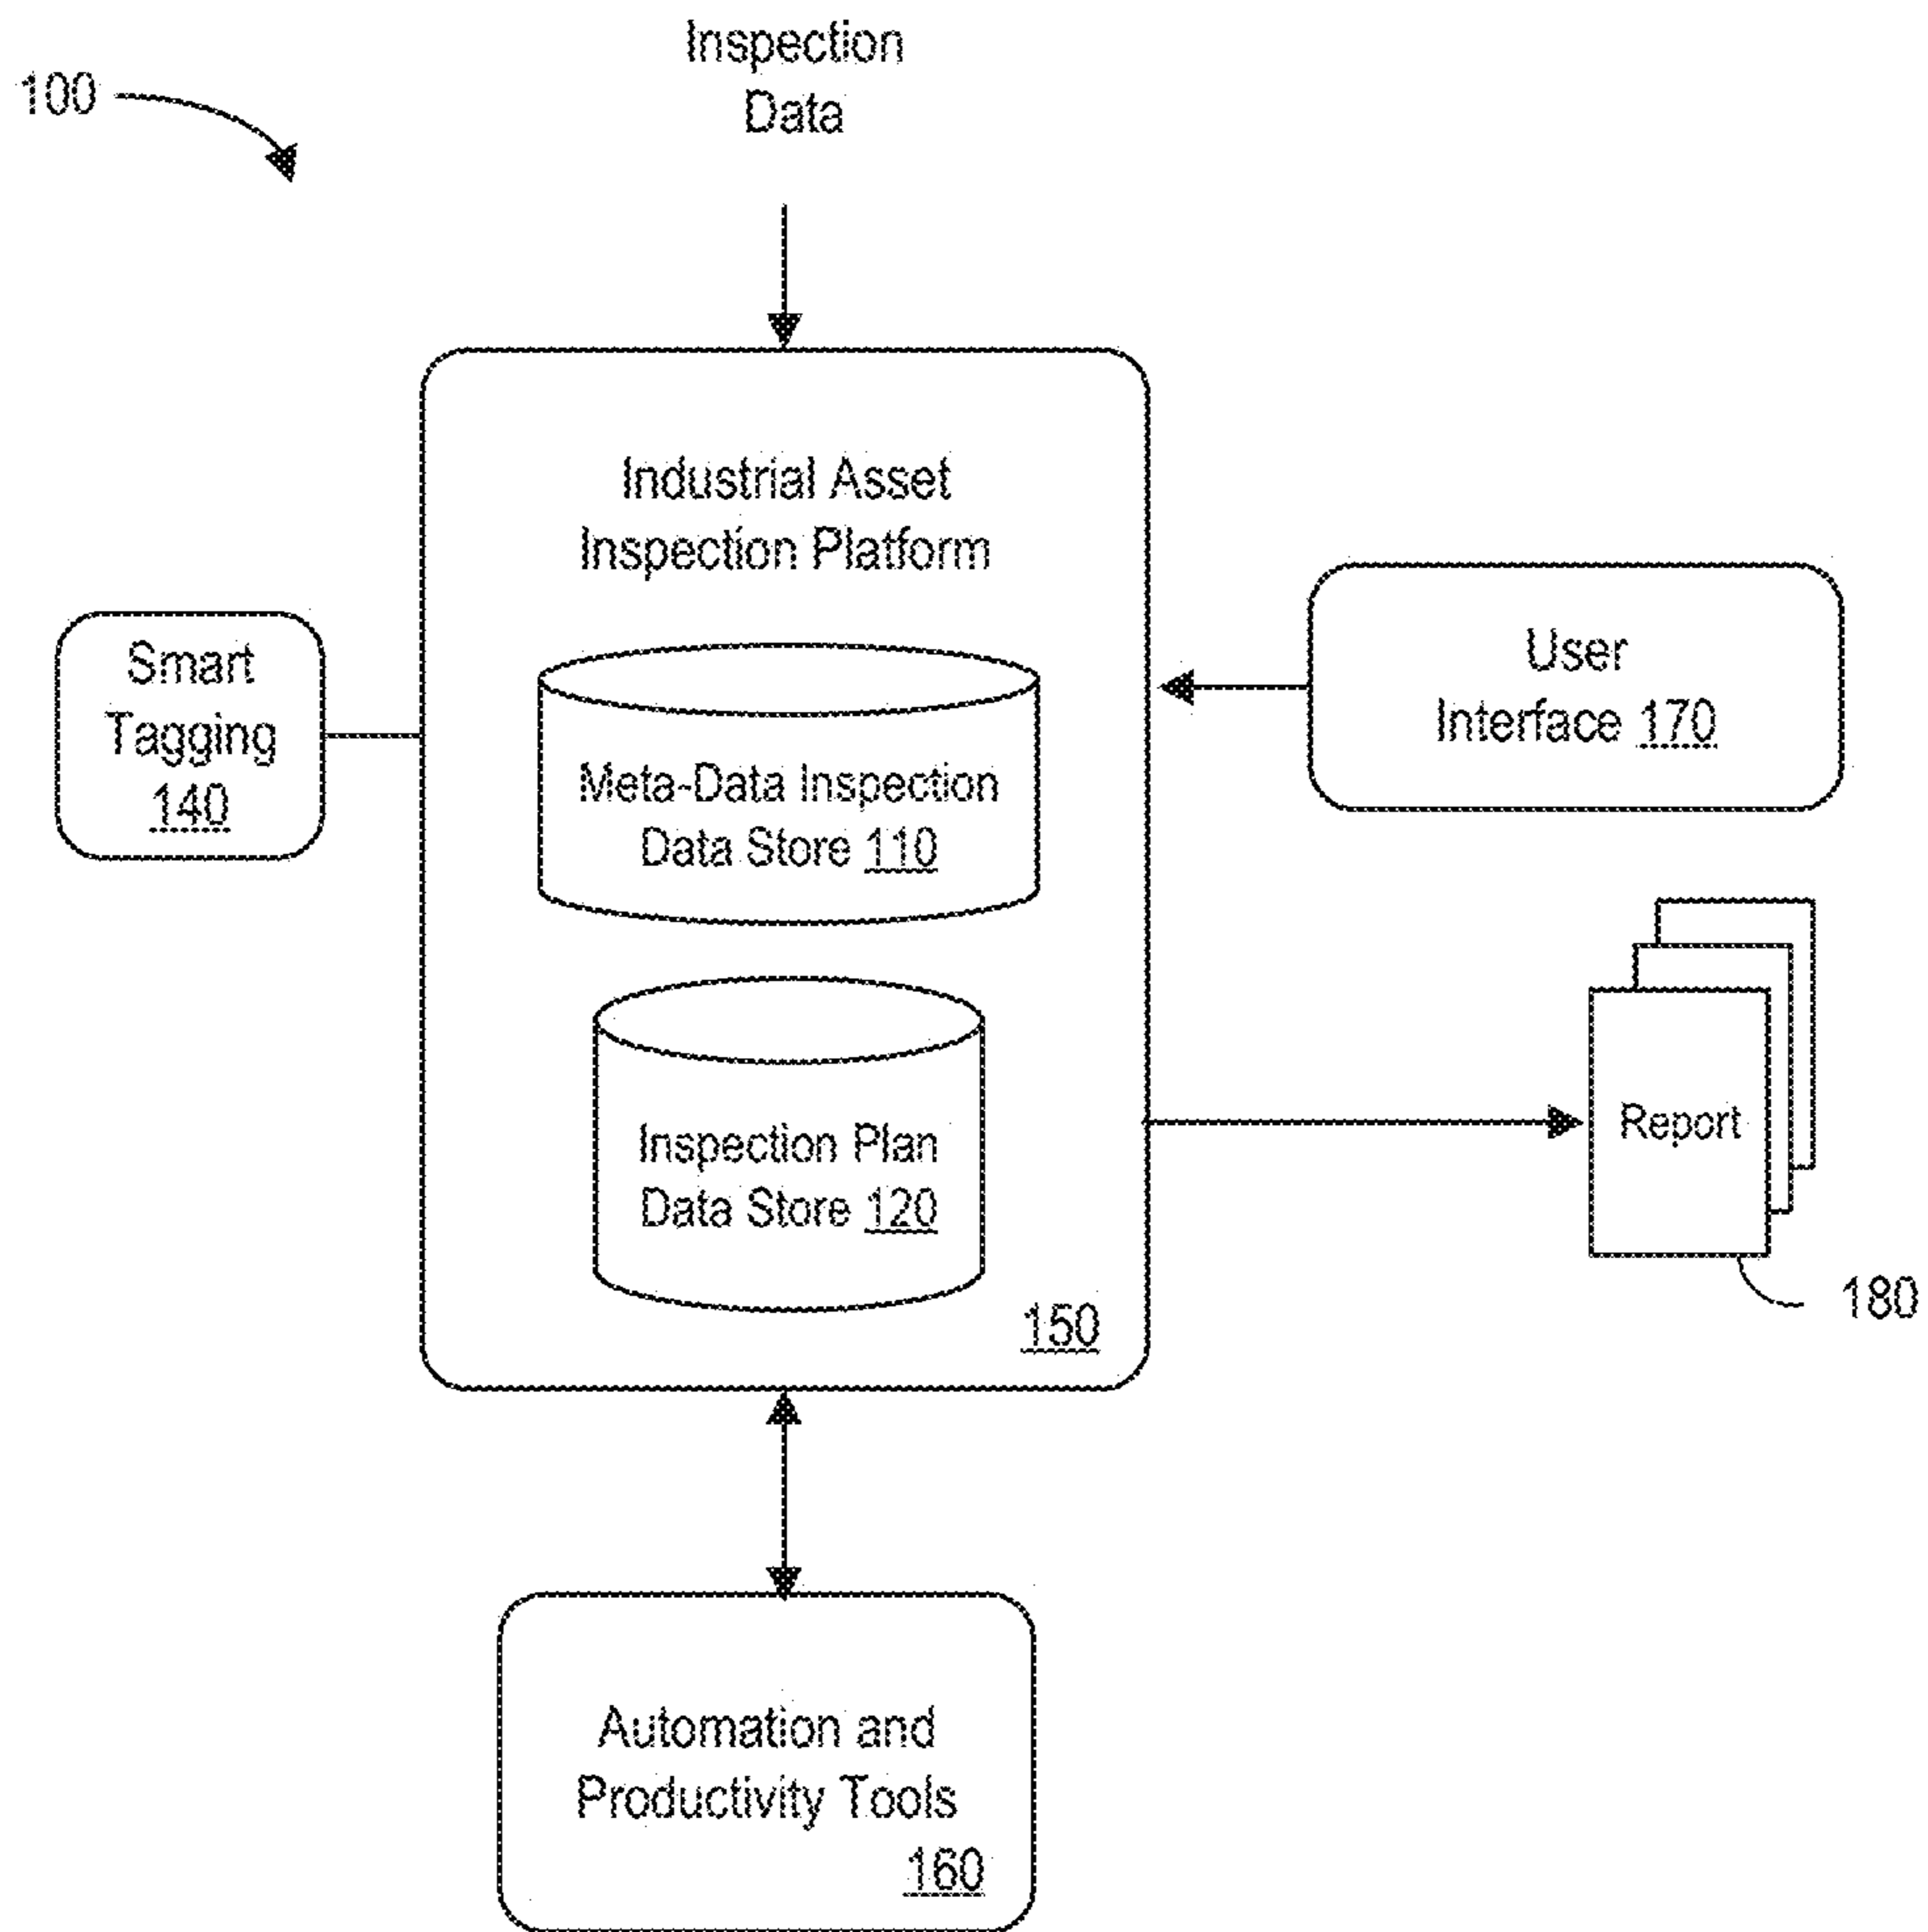 Inspection
Data
100
Industrial Asset
Inspection Platform
Smart
Tagging
140
User
Interface 170
Meta-Data Inspection
Data Store 110
Report
Inspection Plan
Data Store 120
180
150
Automation and
Productivity Tools
160